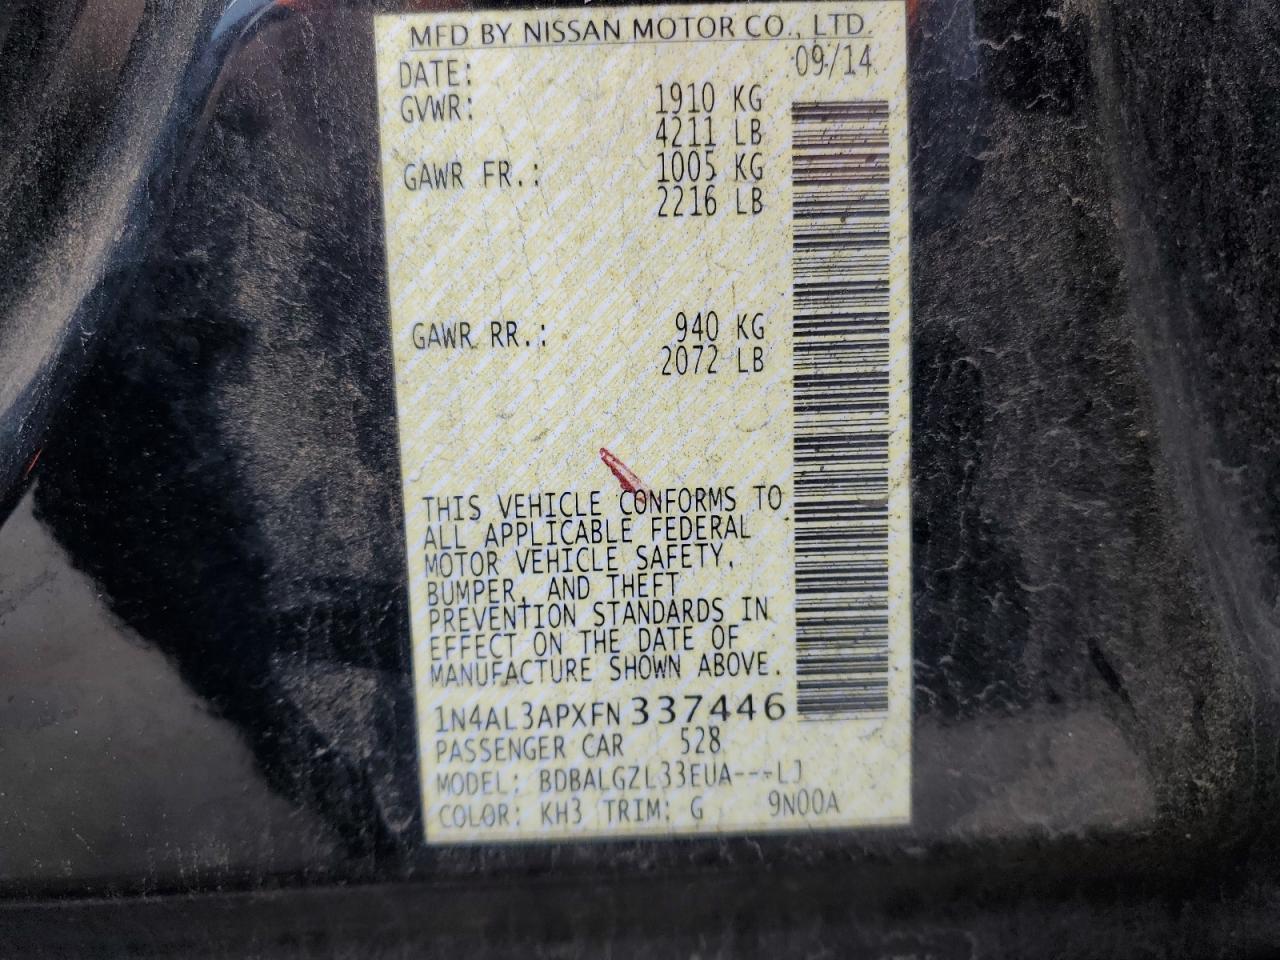 MFD BY NISSAN MOTOR CO., LTD.
DATE: 09/14
GVWR: 1910 KG
4211 LB
GAWR FR.: 1005 KG
2216 LB
GAWR RR.: 940 KG
2072 LB
THIS VEHICLE CONFORMS TO
ALL APPLICABLE FEDERAL
MOTOR VEHICLE SAFETY,
BUMPER, AND THEFT
PREVENTION STANDARDS IN
EFFECT ON THE DATE OF
MANUFACTURE SHOWN ABOVE.
1N4AL3APXFN337446
PASSENGER CAR 528
MODEL: BDBALGZL33EUA---LJ
COLOR: KH3 TRIM: G 9N00A